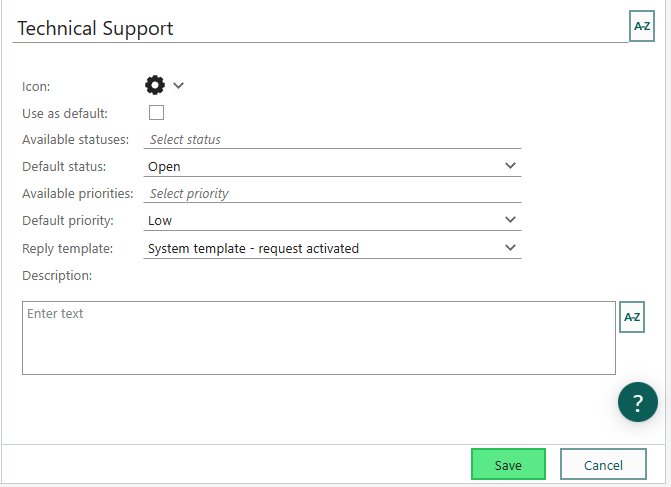 Technical Support
A-Z
Icon:
Use as default:
Available statuses: Select status
Default status: Open
Available priorities: Select priority
Default priority: Low
Reply template: System template - request activated
Description:
Enter text
A-Z
?
Save Cancel